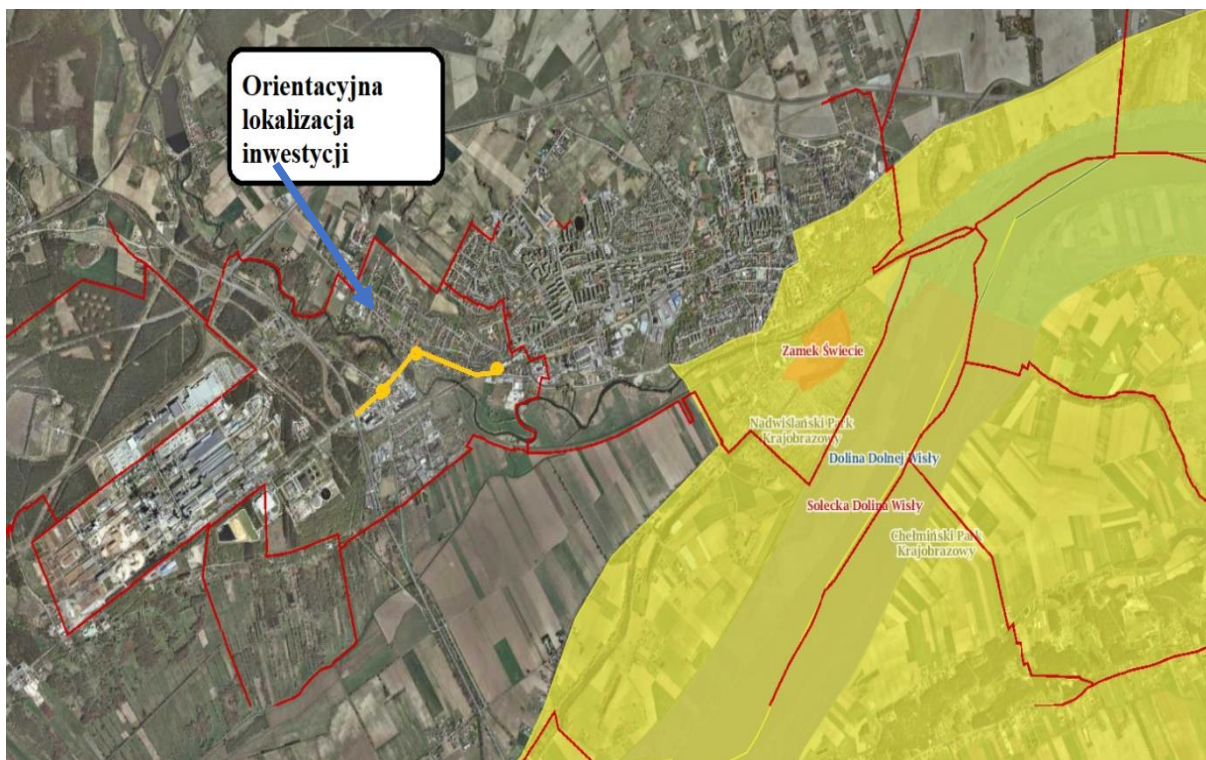 Orientacyjna
lokalizacja
inwestycji
Zamek Świecie
Nadwiślański Park
Krajobrazowy
Dolina Dolnej Wisły
Solecka Dolina Wisły
Chełmiński Park
Krajobrazowy